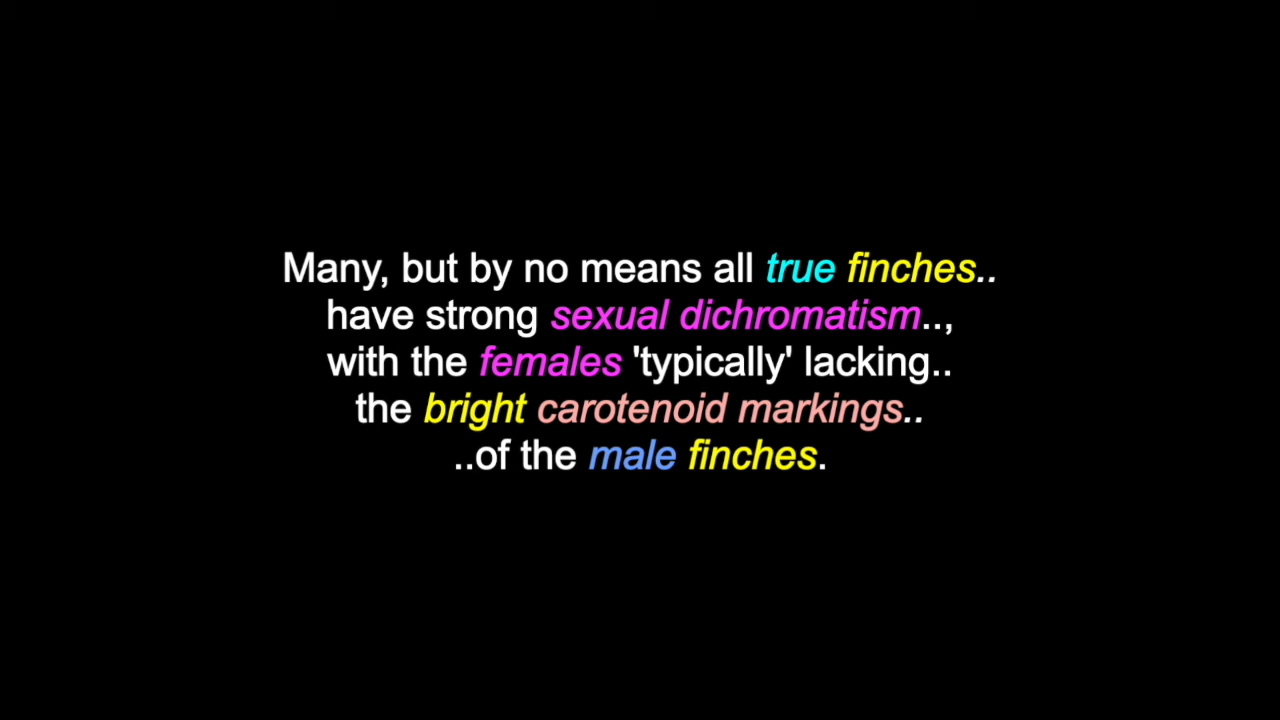 Many, but by no means all true finches..
have strong sexual dichromatism..,
with the females 'typically' lacking..
the bright carotenoid markings..
..of the male finches.